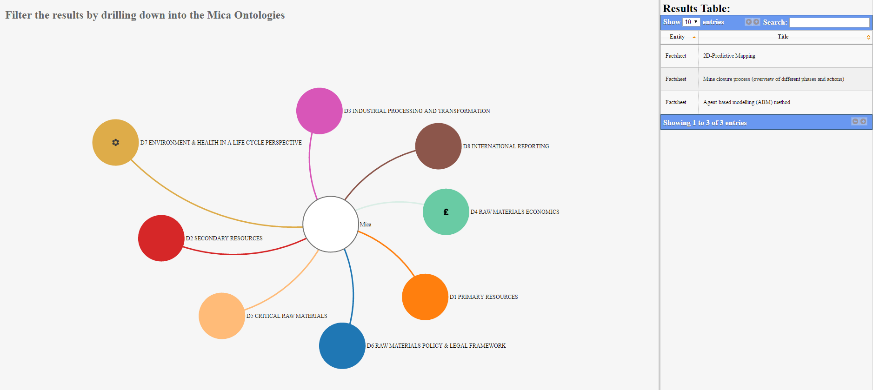 Filter the results by drilling down into the Mica Ontologies
D3 INDUSTRIAL PROCESSING AND TRANSFORMATION
D7 ENVIRONMENT & HEALTH IN A LIFE CYCLE PERSPECTIVE
D8 INTERNATIONAL REPORTING
£
D4 RAW MATERIALS ECONOMICS
Mica
D2 SECONDARY RESOURCES
D1 PRIMARY RESOURCES
D5 CRITICAL RAW MATERIALS
D6 RAW MATERIALS POLICY & LEGAL FRAMEWORK
Results Table:
Show 10 entries Search:
Entity Title
Factsheet 2D-Predictive Mapping
Factsheet Mine closure process (overview of different phases and actions)
Factsheet Agent based modelling (ABM) method
Showing 1 to 3 of 3 entries